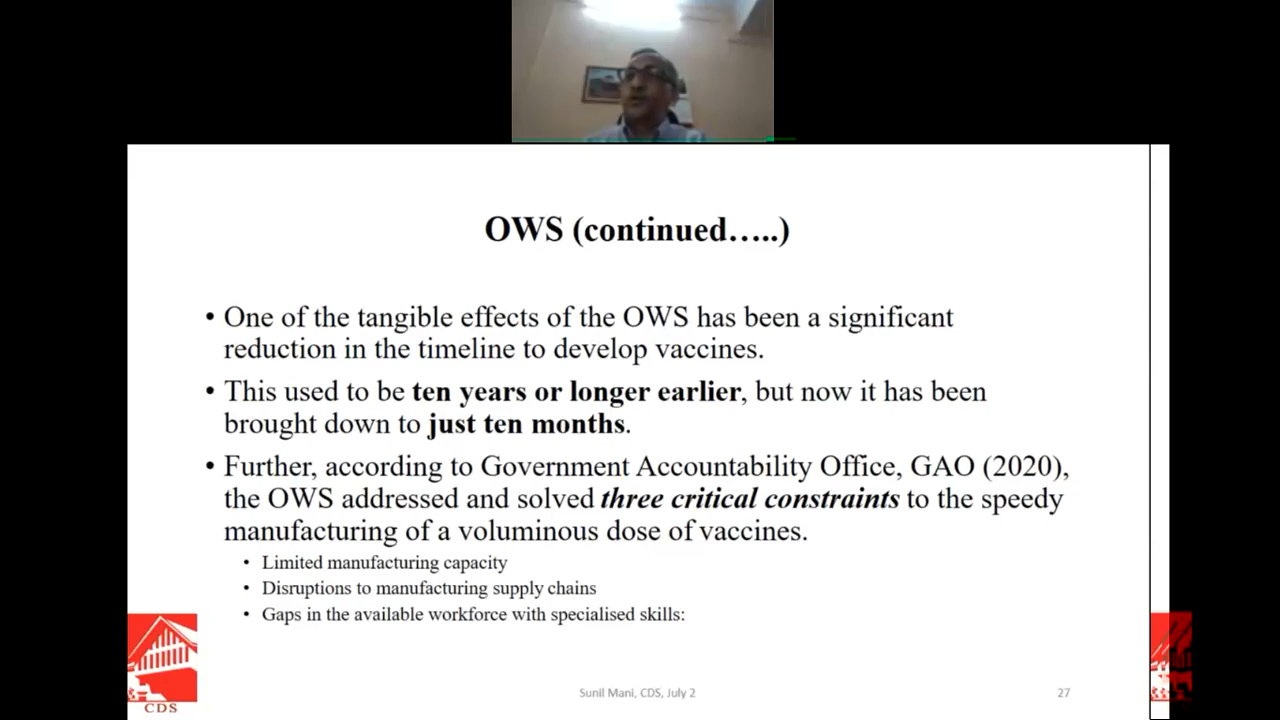 OWS (continued…..)
• One of the tangible effects of the OWS has been a significant
reduction in the timeline to develop vaccines.
• This used to be ten years or longer earlier, but now it has been
brought down to just ten months.
• Further, according to Government Accountability Office, GAO (2020),
the OWS addressed and solved three critical constraints to the speedy
manufacturing of a voluminous dose of vaccines.
• Limited manufacturing capacity
• Disruptions to manufacturing supply chains
• Gaps in the available workforce with specialised skills:
CDS
Sunil Mani, CDS, July 2
27